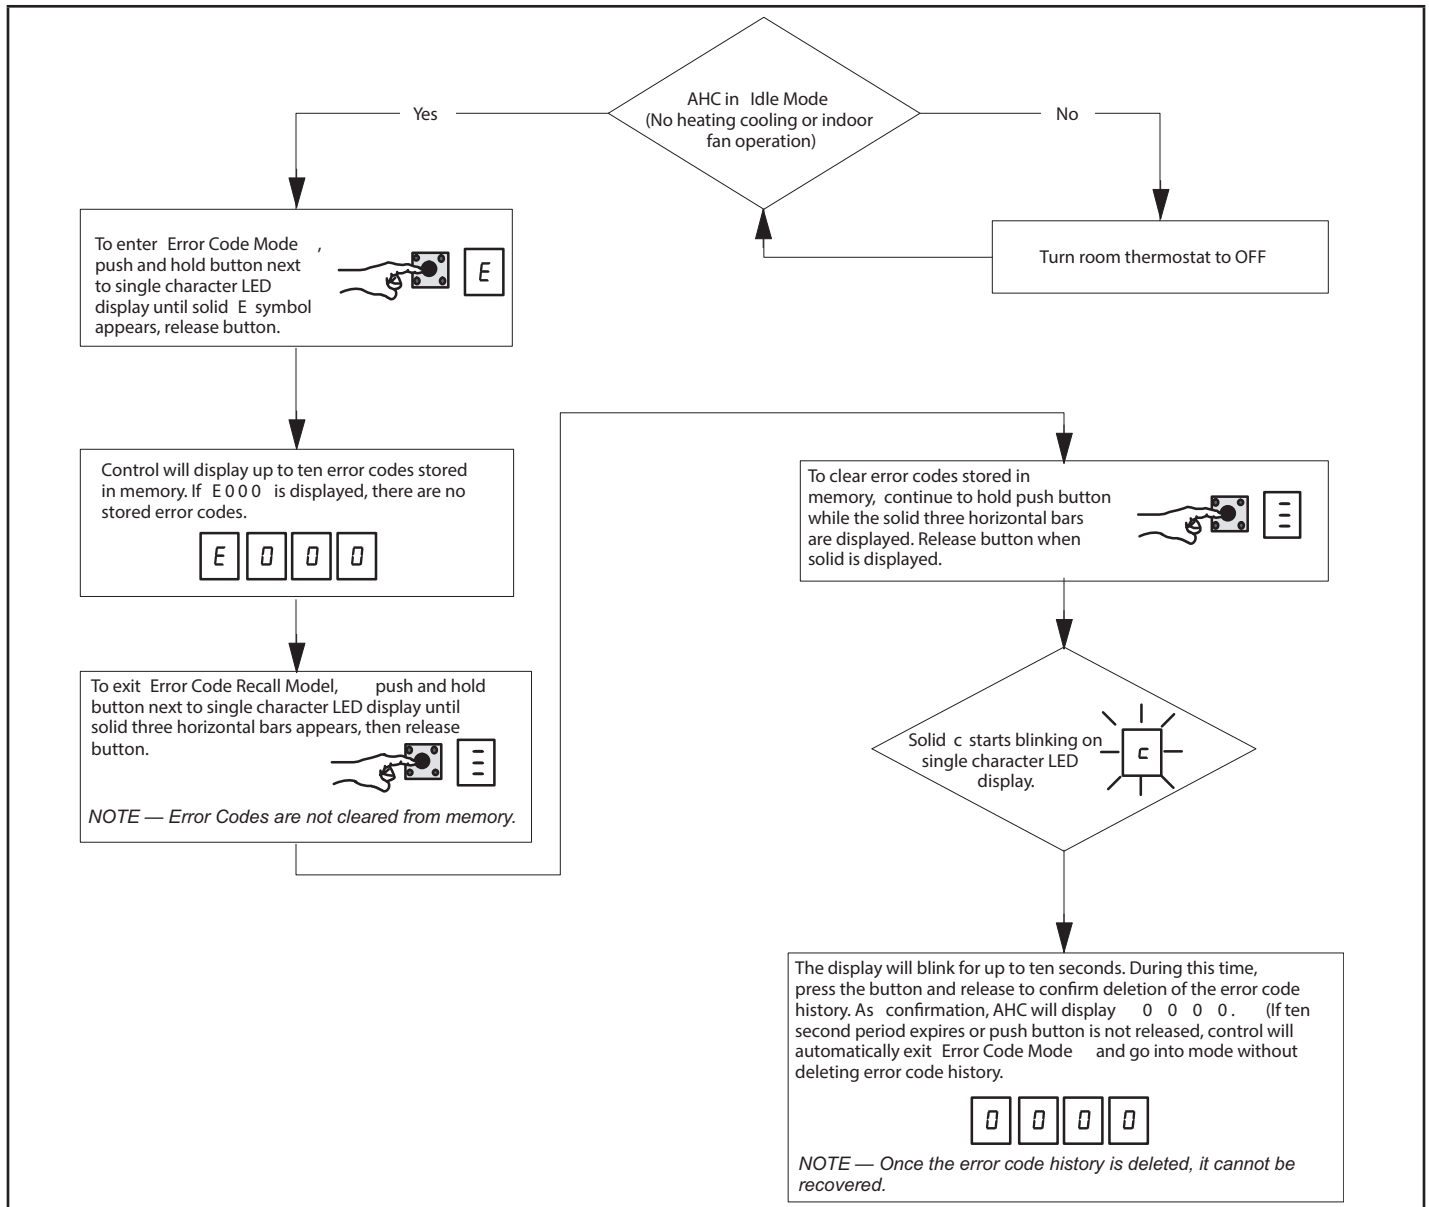 AHC in Idle Mode
(No heating cooling or indoor
fan operation)
Yes
No
To enter Error Code Mode ,
push and hold button next
to single character LED
display until solid E symbol
appears, release button.
E
Turn room thermostat to OFF
Control will display up to ten error codes stored
in memory. If E 0 0 0 is displayed, there are no
stored error codes.
E 0 0 0
To exit Error Code Recall Model, push and hold
button next to single character LED display until
solid three horizontal bars appears, then release
button.
NOTE — Error Codes are not cleared from memory.
To clear error codes stored in
memory, continue to hold push button
while the solid three horizontal bars
are displayed. Release button when
solid is displayed.
Solid c starts blinking on
single character LED
display.
c
The display will blink for up to ten seconds. During this time,
press the button and release to confirm deletion of the error code
history. As confirmation, AHC will display 0 0 0 0. (If ten
second period expires or push button is not released, control will
automatically exit Error Code Mode and go into mode without
deleting error code history.
0 0 0 0
NOTE — Once the error code history is deleted, it cannot be
recovered.